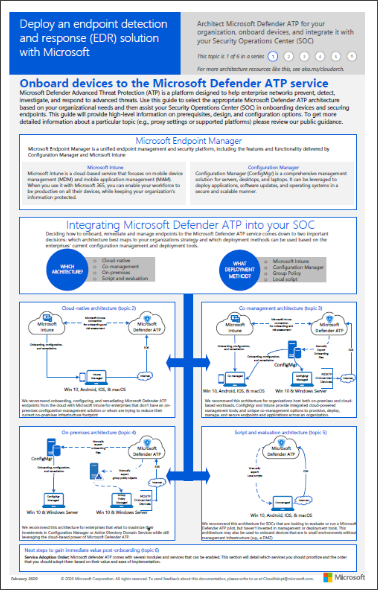 Deploy an endpoint detection
and response (EDR) solution
with Microsoft
Architect Microsoft Defender ATP for your
organization, onboard devices, and integrate it with
your Security Operations Center (SOC)
This topic is 1 of 6 in a series
1 2 3 4 5 6
For more architecture resources like this, see aka.ms/cloudarch.
Onboard devices to the Microsoft Defender ATP service
Microsoft Defender Advanced Threat Protection (ATP) is a platform designed to help enterprise networks prevent, detect,
investigate, and respond to advanced threats. Use this guide to select the appropriate Microsoft Defender ATP architecture
based on your organizational needs and then assist your Security Operations Center (SOC) in onboarding devices and securing
endpoints. This guide will provide high-level information on prerequisites, design, and configuration options. To get more
detailed information about a particular topic (e.g., proxy settings or supported platforms) please review our public guidance.
Microsoft Endpoint Manager
Microsoft Endpoint Manager is a unified endpoint management and security platform, including the features and functionality delivered by
Configuration Manager and Microsoft Intune
Microsoft Intune
Microsoft Intune is a cloud-based service that focuses on mobile device
management (MDM) and mobile application management (MAM).
When you use it with Microsoft 365, you can enable your workforce to
be productive on all their devices, while keeping your organization's
information protected.
Configuration Manager
Configuration Manager (ConfigMgr) is a comprehensive management
solution for servers, desktops, and laptops. It can be leveraged to
deploy applications, software updates, and operating systems in a
secure and scalable manner.
Integrating Microsoft Defender ATP into your SOC
Deciding how to onboard, remediate and manage endpoints to the Microsoft Defender ATP service comes down to two important
decisions: which architecture best maps to your organizations strategy and which deployment methods can be used based on the
enterprises' current configuration management and deployment tools.
WHICH
ARCHITECTURE?
Cloud-native
Co-management
On-premises
Script and evaluation
WHAT
DEPLOYMENT
METHOD?
Microsoft Intune
Configuration Manager
Group Policy
Local script
Cloud-native architecture (topic 2)
Microsoft
Intune
Microsoft
Defender ATP
Win 10, Android, iOS, & macOS
We recommend onboarding, configuring, and remediating Microsoft Defender ATP
endpoints from the cloud with Microsoft Intune for enterprises that don't have an on-
premises configuration management solution or which are trying to reduce their
current on-premises infrastructure footprint
Co-management architecture (topic 3)
Microsoft
Intune
Microsoft
Defender ATP
ConfigMgr
Win 10, Android, iOS, & macOS
Win 10 & Windows Server
We recommend this architecture for organizations that host both on-premises and cloud-
based workloads. ConfigMgr and Intune provide integrated cloud-powered
management tools and unique co-management options to provision, deploy,
manage, and secure endpoints and applications across an organization.
On-premises architecture (topic 4)
ConfigMgr
Microsoft
Defender ATP
Win 10 & Windows Server
Win 10 & Windows Server
We recommend this architecture for enterprises that want to maximize their
investments in Configuration Manager or Active Directory Domain Services while still
leveraging the cloud-based power of Microsoft Defender ATP.
Script and evaluation architecture (topic 5)
Microsoft
Defender ATP
Win 10, Android, iOS, and macOS
We recommend this architecture for SOCs that are looking to evaluate or run a Microsoft
Defender ATP pilot, but haven't invested in management or deployment tools. This
architecture may also be used to onboard devices that are in small environments without
management infrastructure (e.g., a DMZ)
Next steps to get immediate value post-onboarding (topic 6)
Service Adoption Order: Microsoft Defender ATP comes with several modules and services that can be enabled. This section will detail which services you should prioritize and the order
that you should adopt them based on their value and ease of implementation.
February 2020
© 2020 Microsoft Corporation. All rights reserved. To send feedback about this documentation, please write to us at CloudAdopt@microsoft.com.
Microsoft